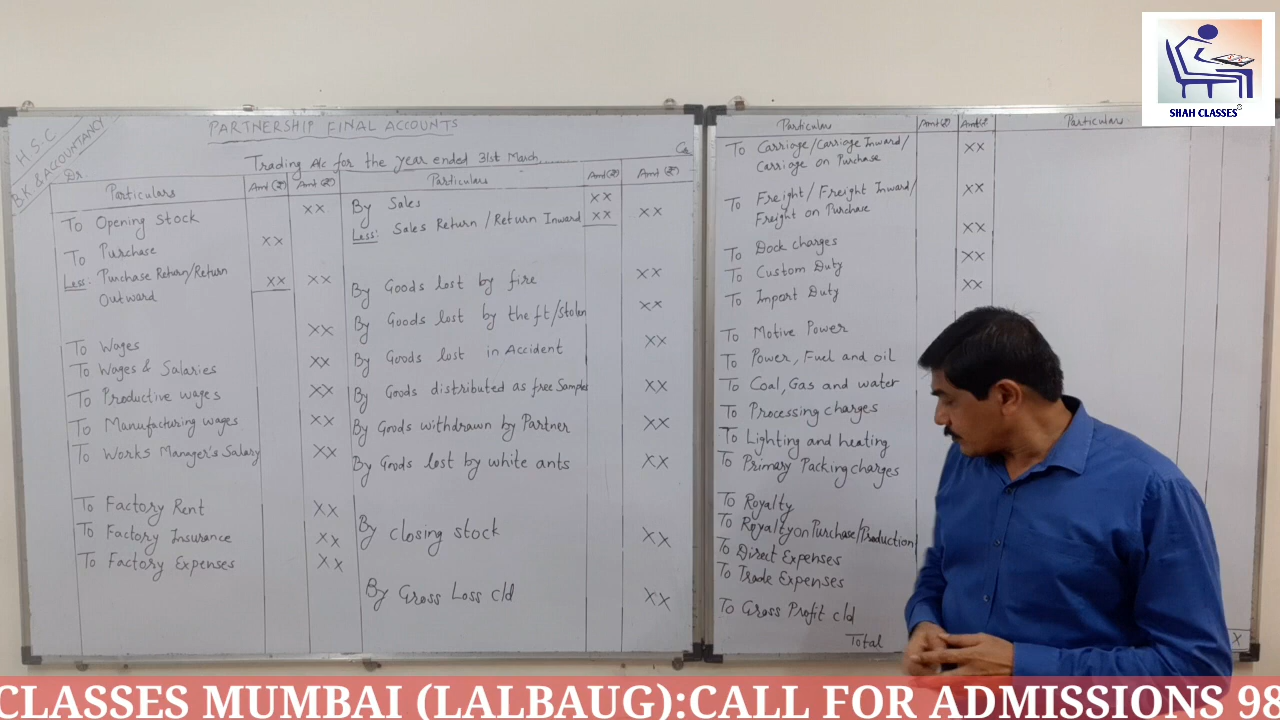 SHAH CLASSES®
H.S.C
B.K & ACCOUNTANCY
PARTNERSHIP FINAL ACCOUNTS
Trading A/c for the year ended 31st March............
Dr
Cr
Particulars Amt(₹) Amt(₹) Particulars Amt(₹) Amt(₹)
To Opening Stock xx
To Purchase xx
Less: Purchase Return/Return xx xx
Outward
To Wages xx
To Wages & Salaries xx
To Productive wages xx
To Manufacturing wages xx
To Works Manager's Salary xx
To Factory Rent xx
To Factory Insurance xx
To Factory Expenses xx
By Sales xx
Less: Sales Return/Return Inward xx xx
By Goods lost by fire xx
By Goods lost by theft/stolen xx
By Goods lost in Accident xx
By Goods distributed as free Samples xx
By Goods withdrawn by Partner xx
By Goods lost by white ants xx
By closing stock xx
By Gross Loss c/d xx
Particulars Amt(₹) Amt(₹) Particulars
To Carriage/Carriage Inward/ xx
Carriage on Purchase
To Freight/Freight Inward/ xx
Freight on Purchase
To Dock charges xx
To Custom Duty xx
To Import Duty xx
To Motive Power
To Power, Fuel and oil
To Coal, Gas and water
To Processing charges
To Lighting and heating
To Primary Packing charges
To Royalty
To Royalty on Purchase/Production
To Direct Expenses
To Trade Expenses
To Gross Profit c/d
Total x
CLASSES MUMBAI (LALBAUG):CALL FOR ADMISSIONS 98